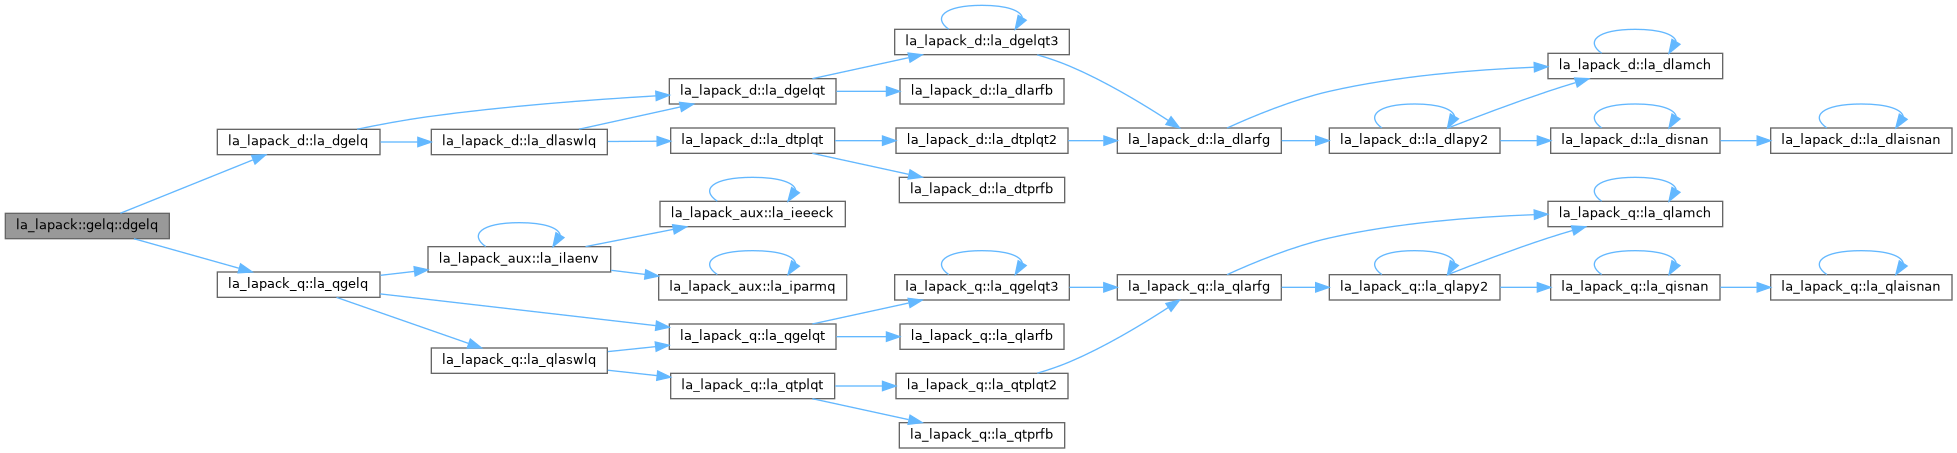 la_lapack::gelq::dgelq
la_lapack_d::la_dgelq
la_lapack_q::la_qgelq
la_lapack_d::la_dlaswlq
la_lapack_aux::la_ilaenv
la_lapack_q::la_qlaswlq
la_lapack_d::la_dgelqt
la_lapack_d::la_dtplqt
la_lapack_aux::la_ieeeck
la_lapack_aux::la_iparmq
la_lapack_q::la_qgelqt
la_lapack_q::la_qtplqt
la_lapack_d::la_dgelqt3
la_lapack_d::la_dlarfb
la_lapack_d::la_dtplqt2
la_lapack_d::la_dtprfb
la_lapack_q::la_qgelqt3
la_lapack_q::la_qlarfb
la_lapack_q::la_qtplqt2
la_lapack_q::la_qtprfb
la_lapack_d::la_dlarfg
la_lapack_q::la_qlarfg
la_lapack_d::la_dlapy2
la_lapack_q::la_qlapy2
la_lapack_d::la_dlamch
la_lapack_d::la_disnan
la_lapack_q::la_qlamch
la_lapack_q::la_qisnan
la_lapack_d::la_dlaisnan
la_lapack_q::la_qlaisnan